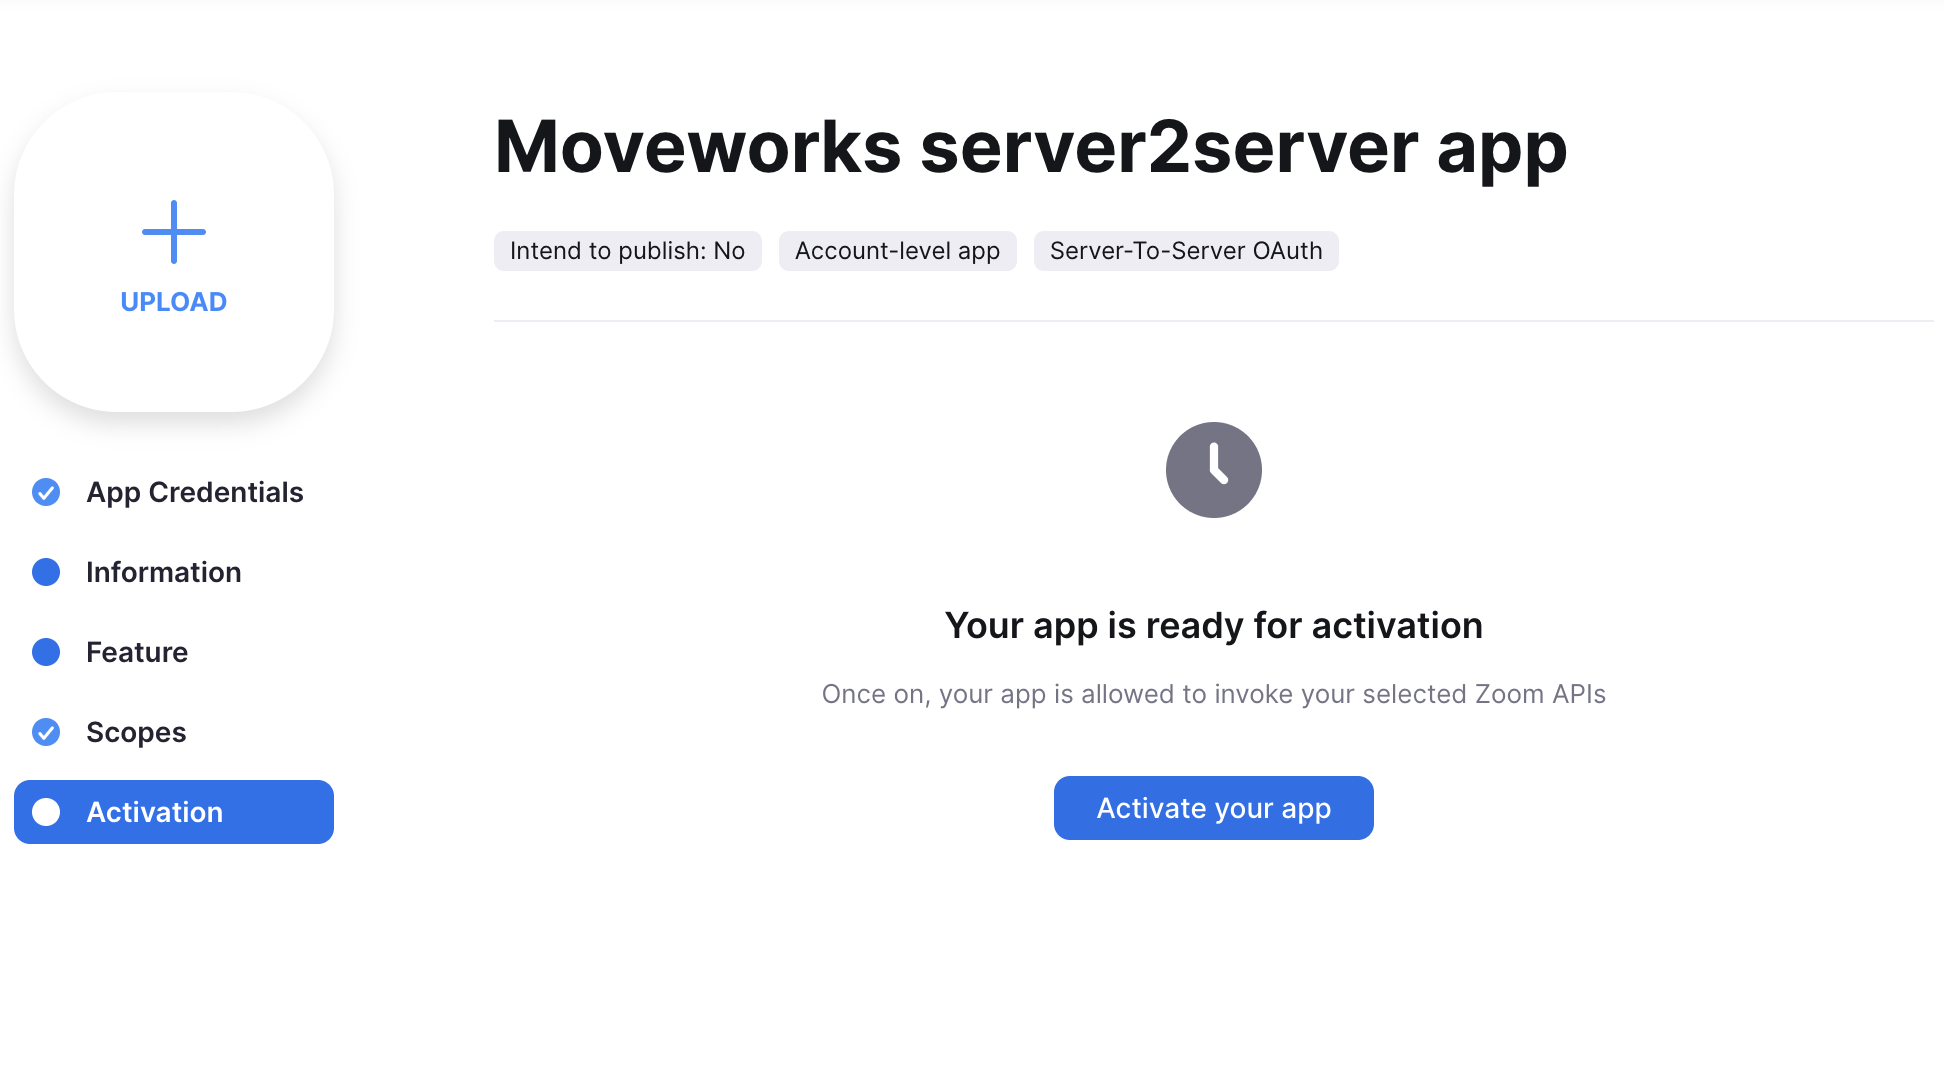 UPLOAD
App Credentials
Information
Feature
Scopes
Activation
Moveworks server2server app
Intend to publish: No Account-level app Server-To-Server OAuth
Your app is ready for activation
Once on, your app is allowed to invoke your selected Zoom APIs
Activate your app